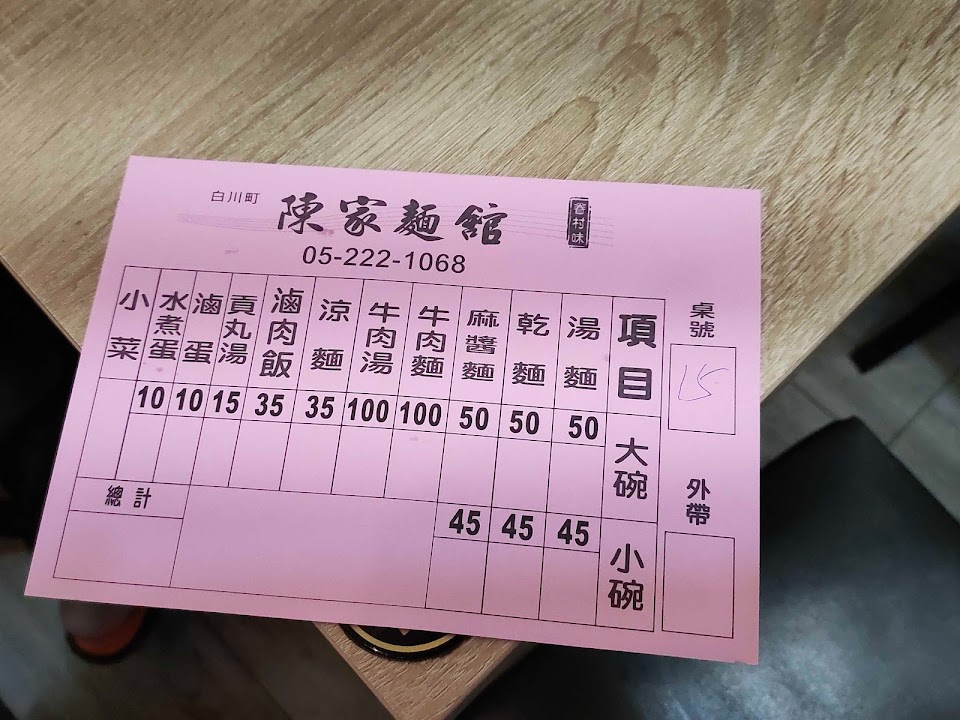 白川町
陳家麵館
眷村味
05-222-1068
桌號
15
外帶
項目 大碗 小碗
湯麵 50 45
乾麵 50 45
麻醬麵 50 45
牛肉麵 100
牛肉湯 100
涼麵 35
滷肉飯 35
貢丸湯 15
滷蛋 10
水煮蛋 10
小菜
總計